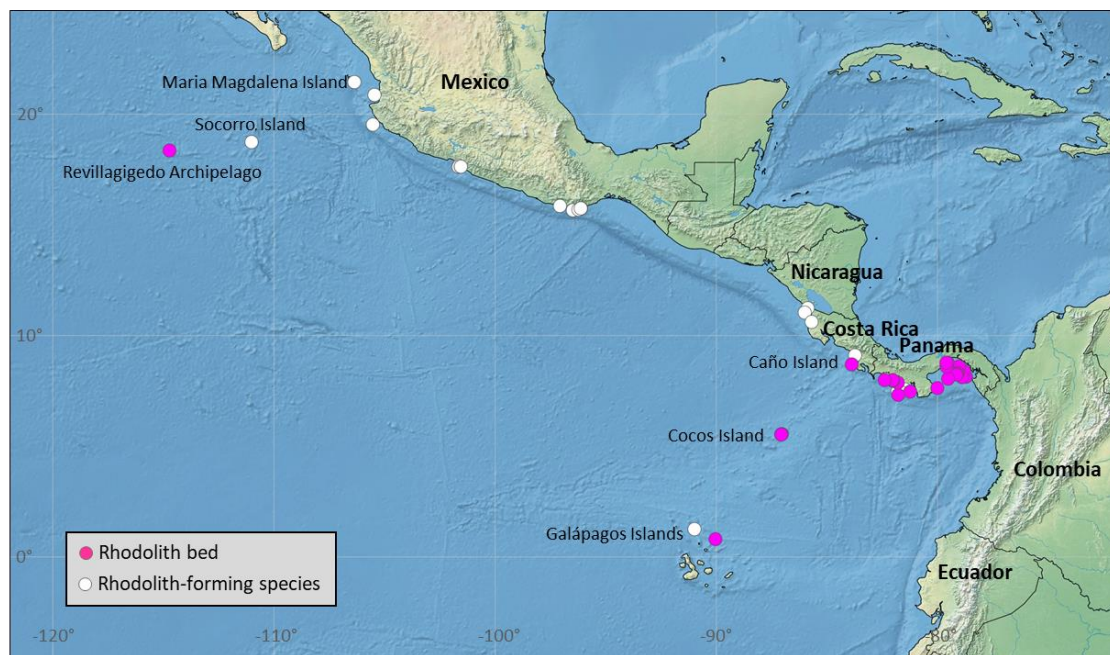 Maria Magdalena Island
Mexico
20°
Socorro Island
Revillagigedo Archipelago
Nicaragua
10°
Costa Rica
Panama
Caño Island
Cocos Island
Colombia
Galápagos Islands
Rhodolith bed
0°
Rhodolith-forming species
Ecuador
-120°
-110°
-100°
-90°
-80°